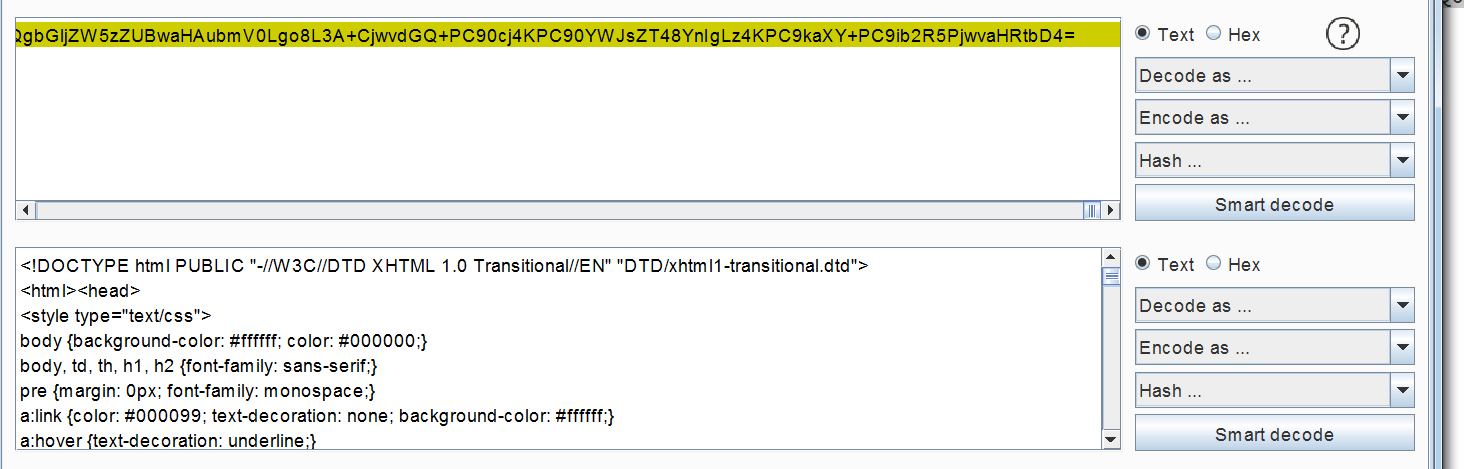 QgbGljZW5zZUBwaHAubmV0Lgo8L3A+CjwvdGQ+PC90cj4KPC90YWJsZT48YnIgLz4KPC9kaXY+PC9ib2R5PjwvaHRtbD4=
Text Hex ?
Decode as ...
Encode as ...
Hash ...
Smart decode
<!DOCTYPE html PUBLIC "-//W3C//DTD XHTML 1.0 Transitional//EN" "DTD/xhtml1-transitional.dtd">
<html><head>
<style type="text/css">
body {background-color: #ffffff; color: #000000;}
body, td, th, h1, h2 {font-family: sans-serif;}
pre {margin: 0px; font-family: monospace;}
a:link {color: #000099; text-decoration: none; background-color: #ffffff;}
a:hover {text-decoration: underline;}
Text Hex
Decode as ...
Encode as ...
Hash ...
Smart decode